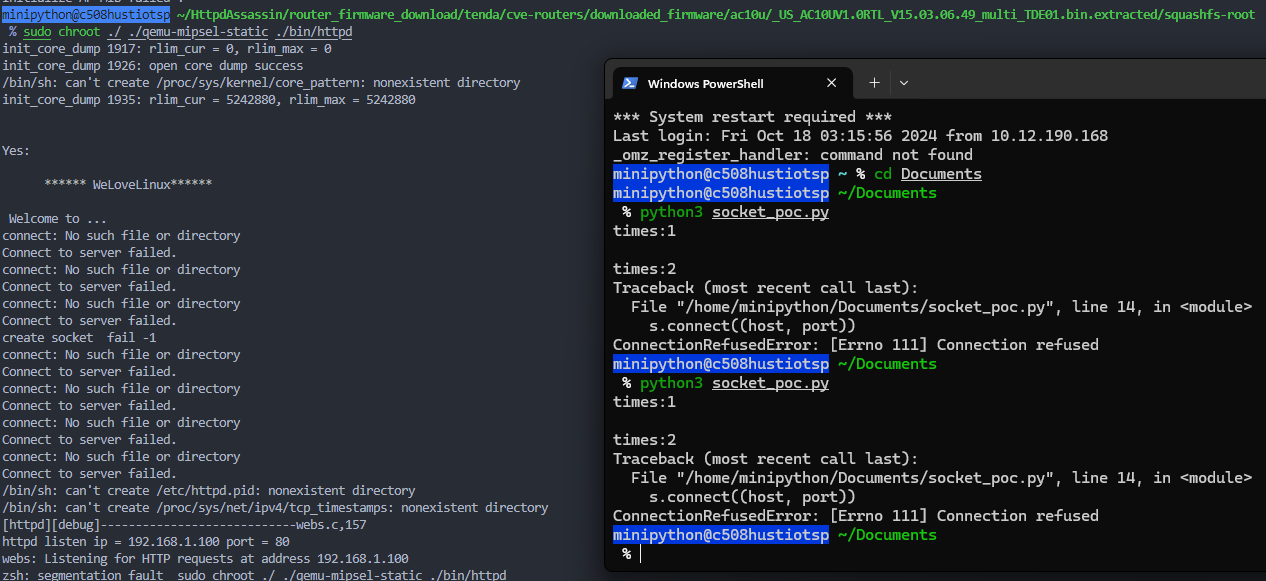 minipython@c508hustiotsp ~/HttpdAssassin/router_firmware_download/tenda/cve-routers/downloaded_firmware/ac10u/_US_AC10UV1.0RTL_V15.03.06.49_multi_TDE01.bin.extracted/squashfs-root
% sudo chroot ./ ./qemu-mipsel-static ./bin/httpd
init_core_dump 1917: rlim_cur = 0, rlim_max = 0
init_core_dump 1926: open core dump success
/bin/sh: can't create /proc/sys/kernel/core_pattern: nonexistent directory
init_core_dump 1935: rlim_cur = 5242880, rlim_max = 5242880
Yes:
****** WeLoveLinux******
Welcome to ...
connect: No such file or directory
Connect to server failed.
connect: No such file or directory
Connect to server failed.
connect: No such file or directory
Connect to server failed.
create socket  fail -1
connect: No such file or directory
Connect to server failed.
connect: No such file or directory
Connect to server failed.
connect: No such file or directory
Connect to server failed.
connect: No such file or directory
Connect to server failed.
/bin/sh: can't create /etc/httpd.pid: nonexistent directory
/bin/sh: can't create /proc/sys/net/ipv4/tcp_timestamps: nonexistent directory
[httpd][debug]----------------------------webs.c,157
httpd listen ip = 192.168.1.100 port = 80
webs: Listening for HTTP requests at address 192.168.1.100
zsh: segmentation fault  sudo chroot ./ ./qemu-mipsel-static ./bin/httpd
Windows PowerShell
*** System restart required ***
Last login: Fri Oct 18 03:15:56 2024 from 10.12.190.168
_omz_register_handler: command not found
minipython@c508hustiotsp ~ % cd Documents
minipython@c508hustiotsp ~/Documents
% python3 socket_poc.py
times:1
times:2
Traceback (most recent call last):
File "/home/minipython/Documents/socket_poc.py", line 14, in <module>
s.connect((host, port))
ConnectionRefusedError: [Errno 111] Connection refused
minipython@c508hustiotsp ~/Documents
% python3 socket_poc.py
times:1
times:2
Traceback (most recent call last):
File "/home/minipython/Documents/socket_poc.py", line 14, in <module>
s.connect((host, port))
ConnectionRefusedError: [Errno 111] Connection refused
minipython@c508hustiotsp ~/Documents
%